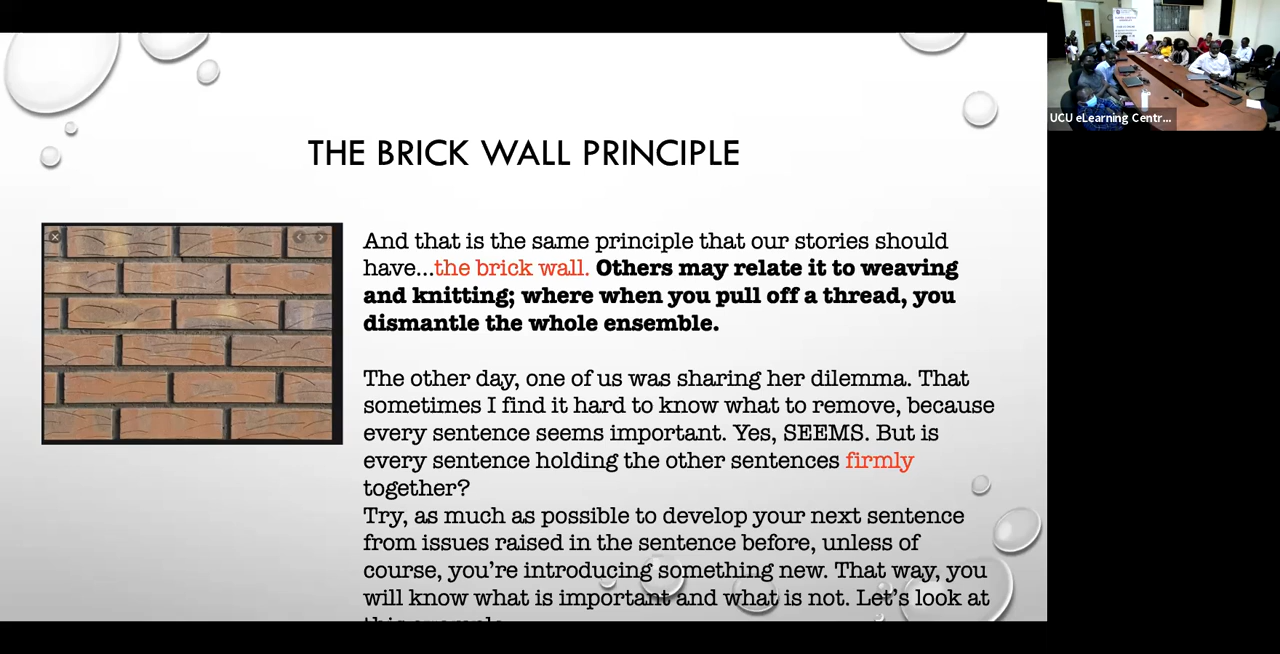 THE BRICK WALL PRINCIPLE
And that is the same principle that our stories should
have...the brick wall. Others may relate it to weaving
and knitting; where when you pull off a thread, you
dismantle the whole ensemble.
The other day, one of us was sharing her dilemma. That
sometimes I find it hard to know what to remove, because
every sentence seems important. Yes, SEEMS. But is
every sentence holding the other sentences firmly
together?
Try, as much as possible to develop your next sentence
from issues raised in the sentence before, unless of
course, you’re introducing something new. That way, you
will know what is important and what is not. Let’s look at
UCU eLearning Centr...